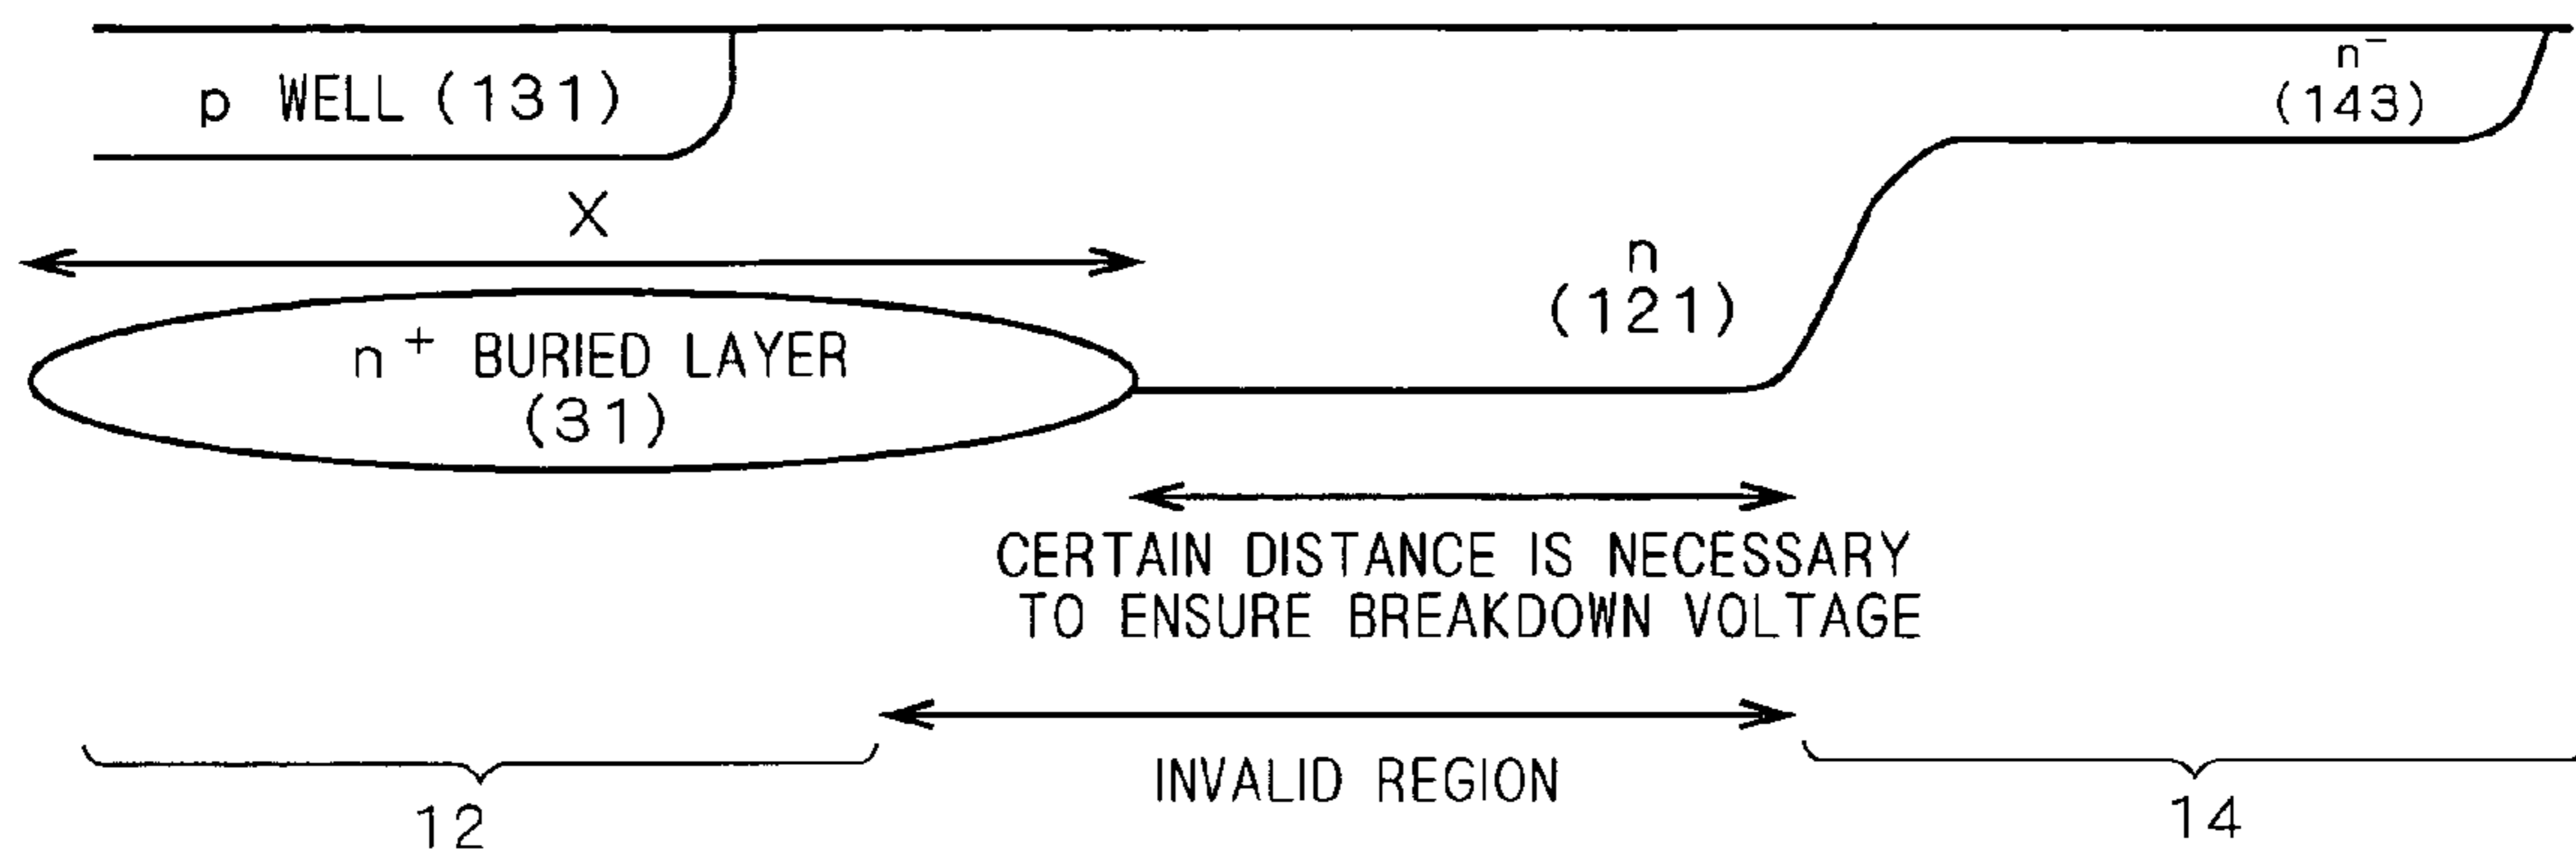 n⁻
(143)
p WELL (131)
X
n
(121)
n⁺ BURIED LAYER
(31)
CERTAIN DISTANCE IS NECESSARY
TO ENSURE BREAKDOWN VOLTAGE
INVALID REGION
12
14